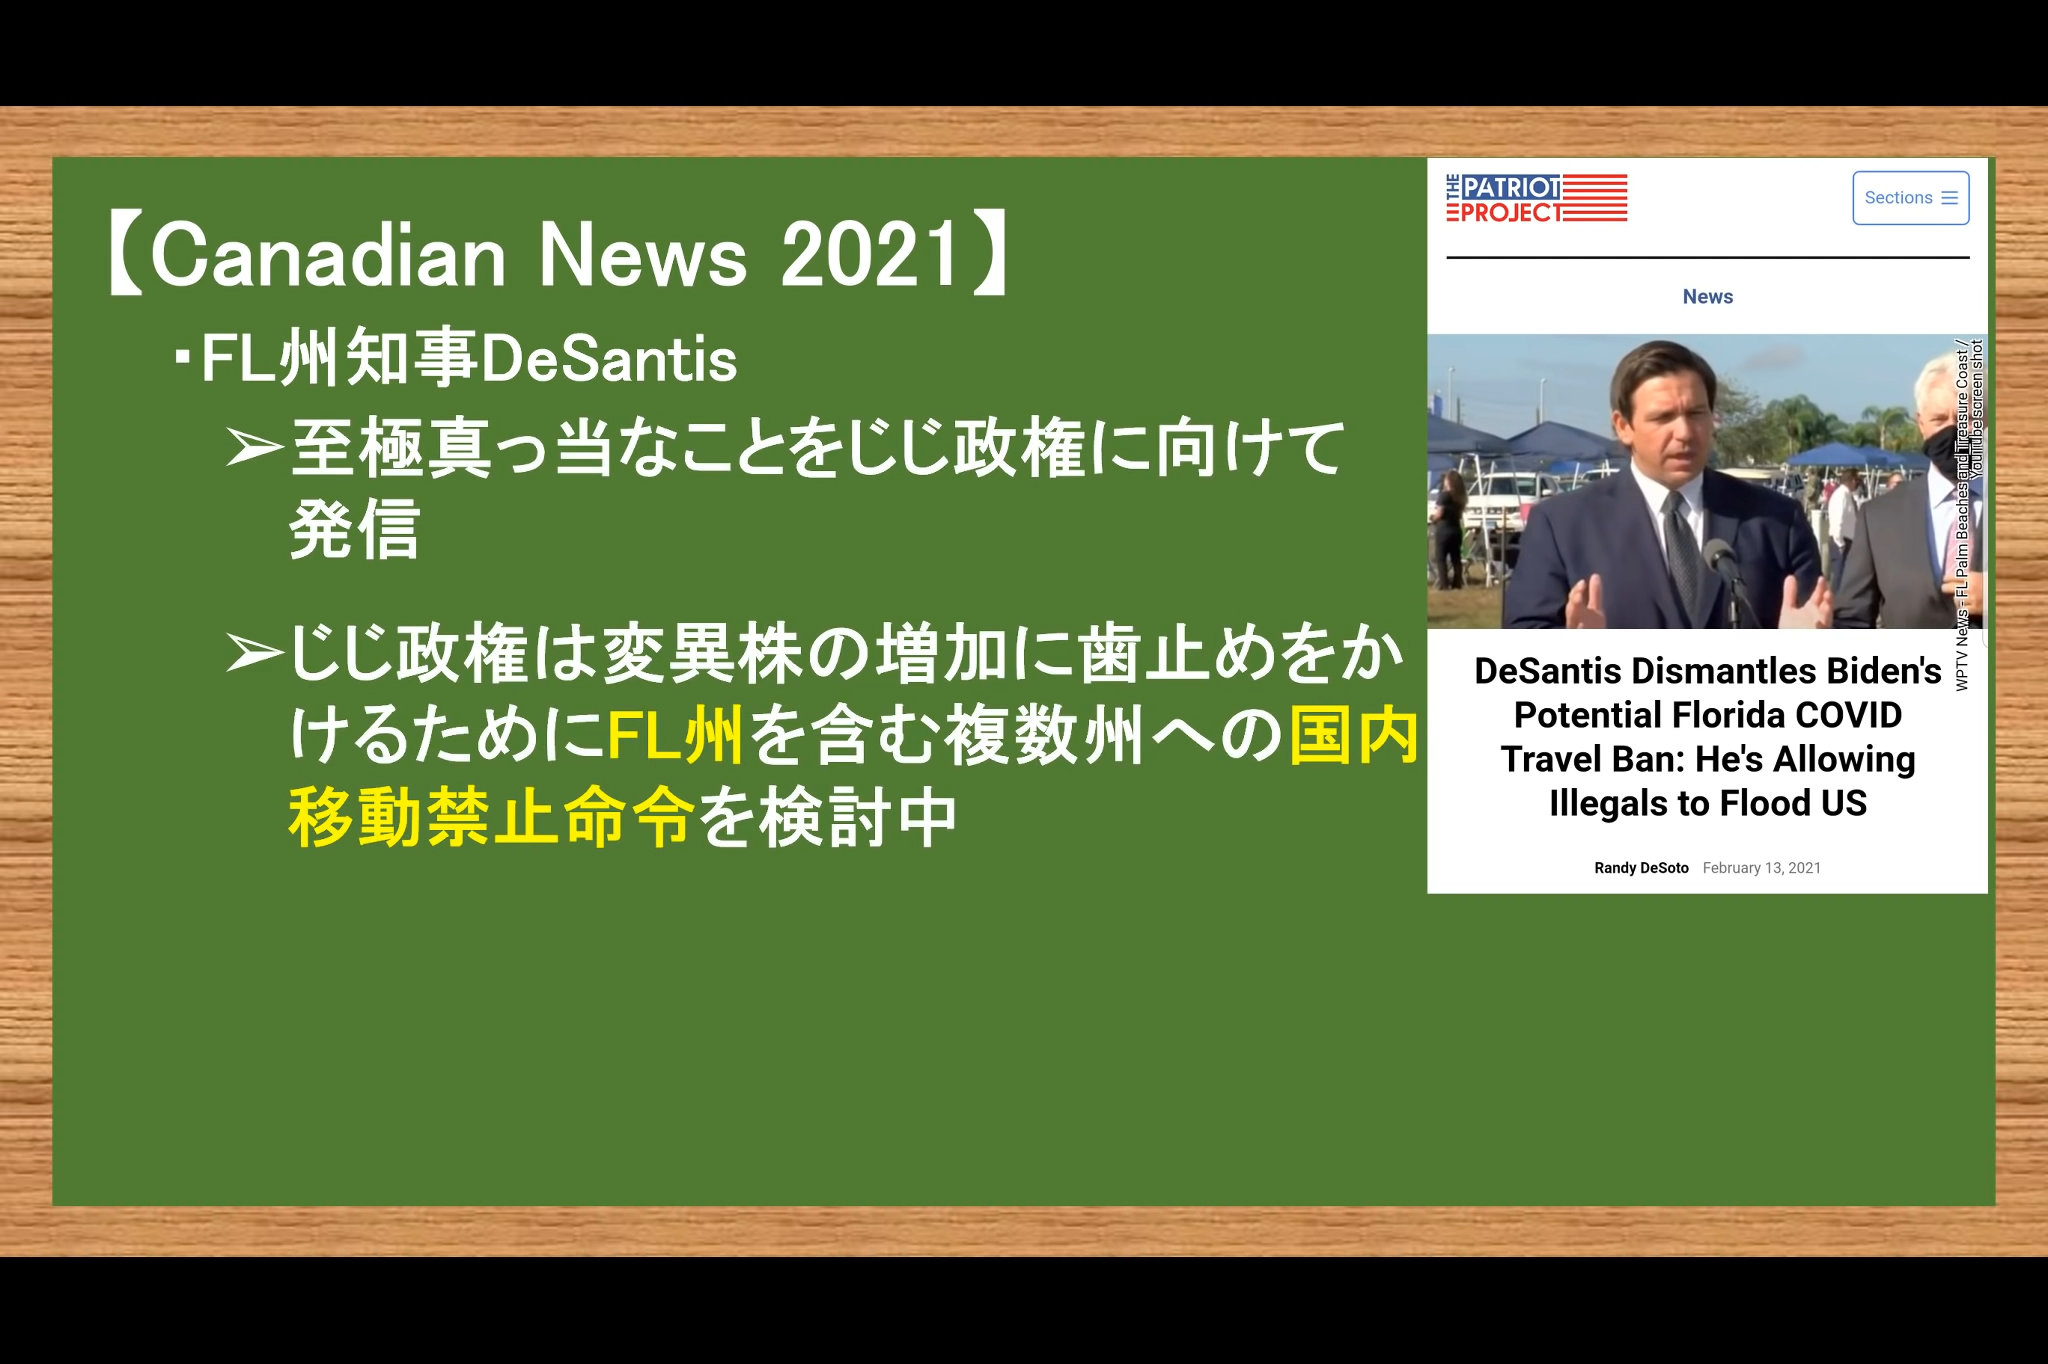 【Canadian News 2021】
・FL州知事DeSantis
➢至極真っ当なことをじじ政権に向けて
発信
➢じじ政権は変異株の増加に歯止めをか
けるためにFL州を含む複数州への国内
移動禁止命令を検討中
THE PATRIOT PROJECT
Sections
News
WPTV News - FL Palm Beaches and Treasure Coast /
YouTube screen shot
DeSantis Dismantles Biden's
Potential Florida COVID
Travel Ban: He's Allowing
Illegals to Flood US
Randy DeSoto February 13, 2021